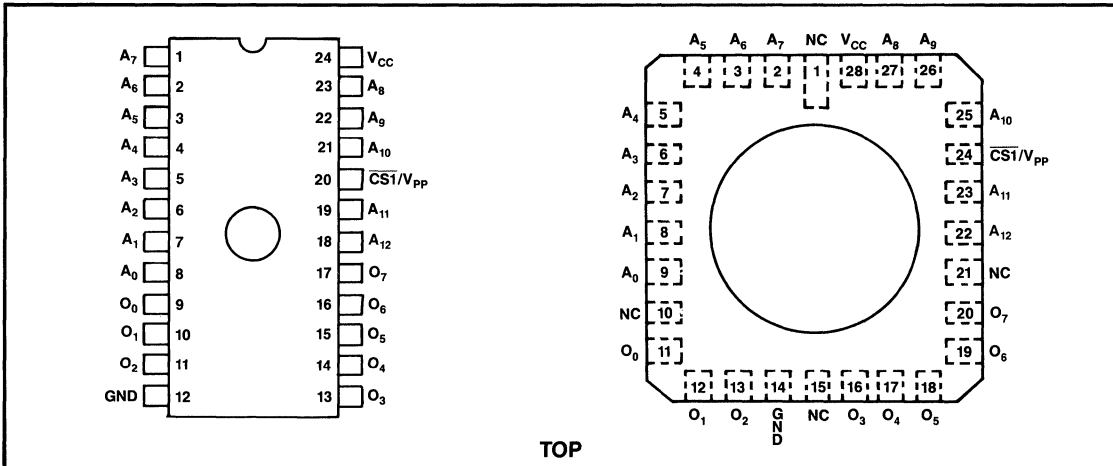 A7 1 24 VCC
A6 2 23 A8
A5 3 22 A9
A4 4 21 A10
A3 5 20 C̅S̅1̅/VPP
A2 6 19 A11
A1 7 18 A12
A0 8 17 O7
O0 9 16 O6
O1 10 15 O5
O2 11 14 O4
GND 12 13 O3
A5 A6 A7 NC VCC A8 A9
4 3 2 1 28 27 26
A4 5 25 A10
A3 6 24 C̅S̅1̅/VPP
A2 7 23 A11
A1 8 22 A12
A0 9 21 NC
NC 10 20 O7
O0 11 19 O6
12 13 14 15 16 17 18
O1 O2 GND NC O3 O4 O5
TOP